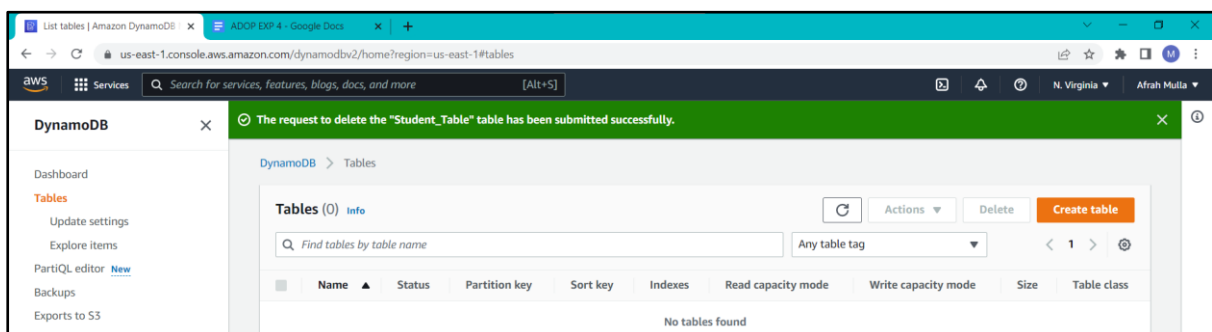 List tables | Amazon DynamoDB
ADOP EXP 4 - Google Docs
us-east-1.console.aws.amazon.com/dynamodbv2/home?region=us-east-1#tables
M
aws
Services
Search for services, features, blogs, docs, and more
[Alt+S]
N. Virginia
Afrah Mulla
DynamoDB
The request to delete the "Student_Table" table has been submitted successfully.
DynamoDB > Tables
Dashboard
Tables
Update settings
Explore items
PartiQL editor New
Backups
Exports to S3
Tables (0) Info
Actions
Delete
Create table
Find tables by table name
Any table tag
< 1 >
Name Status Partition key Sort key Indexes Read capacity mode Write capacity mode Size Table class
No tables found